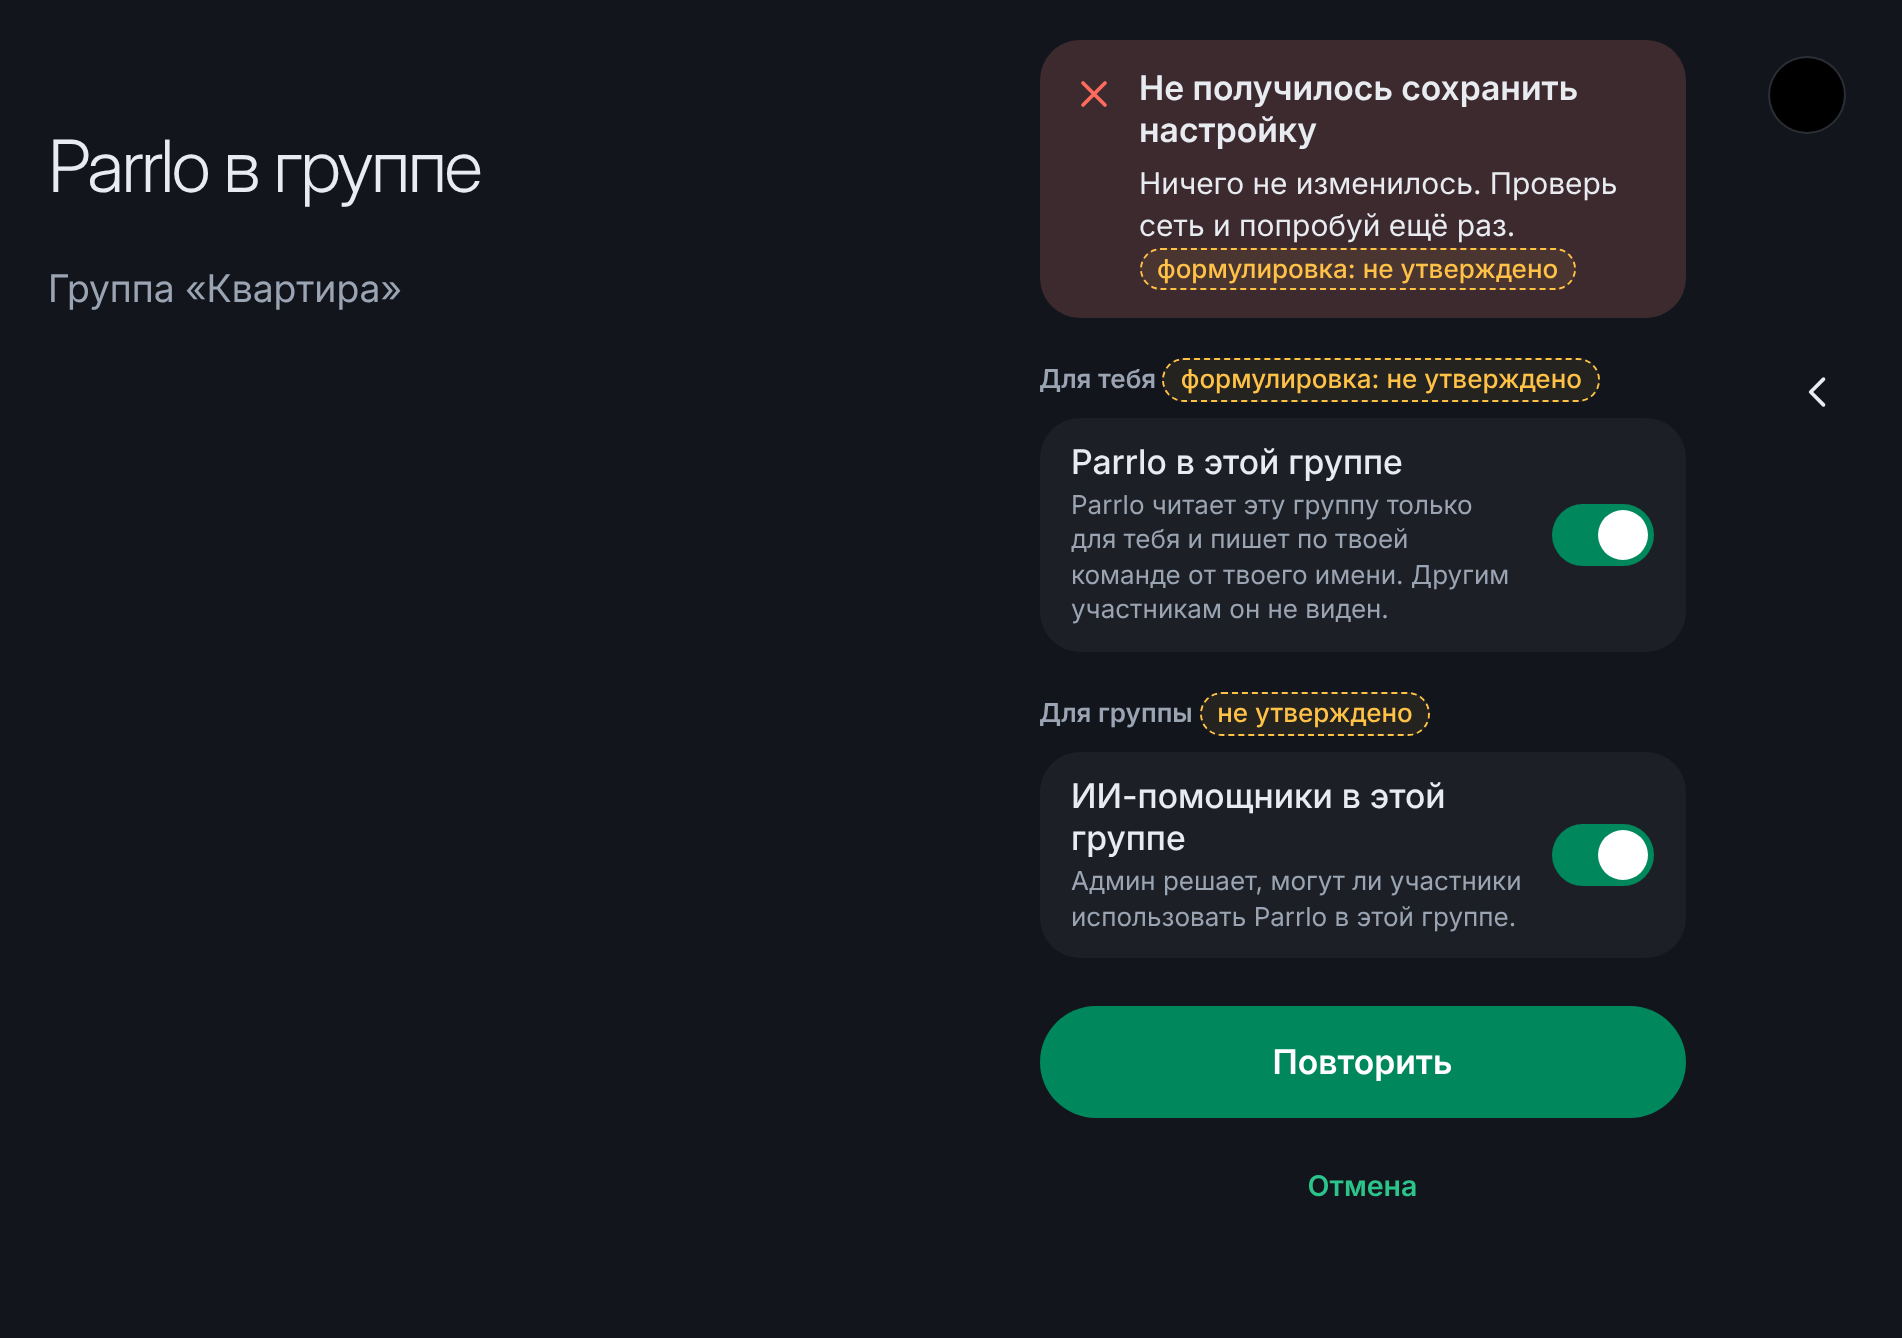 Parrlo в группе
Группа «Квартира»
Не получилось сохранить
настройку
Ничего не изменилось. Проверь
сеть и попробуй ещё раз.
формулировка: не утверждено
Для тебя формулировка: не утверждено
Parrlo в этой группе
Parrlo читает эту группу только
для тебя и пишет по твоей
команде от твоего имени. Другим
участникам он не виден.
Для группы не утверждено
ИИ-помощники в этой
группе
Админ решает, могут ли участники
использовать Parrlo в этой группе.
Повторить
Отмена